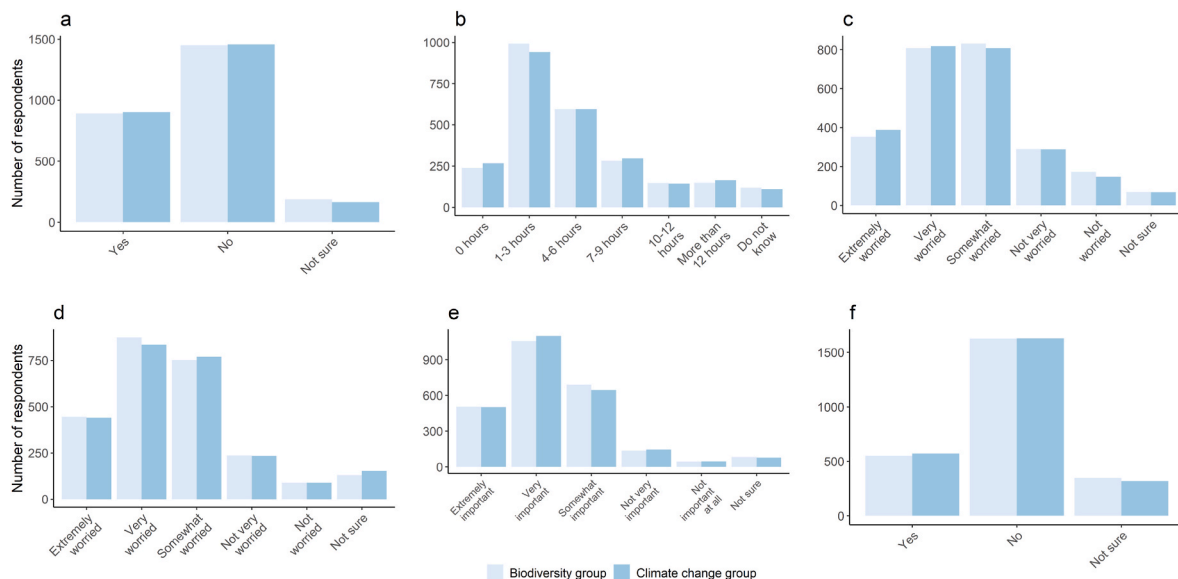 a
Number of respondents
1500
1000
500
0
Yes
No
Not sure
b
1000
750
500
250
0
0 hours
1-3 hours
4-6 hours
7-9 hours
10-12
hours
More than
12 hours
Do not
know
c
800
600
400
200
0
Extremely
worried
Very
worried
Somewhat
worried
Not very
worried
Not
worried
Not sure
d
Number of respondents
750
500
250
0
Extremely
worried
Very
worried
Somewhat
worried
Not very
worried
Not
worried
Not sure
e
900
600
300
0
Extremely
important
Very
important
Somewhat
important
Not very
important
Not
important
at all
Not sure
f
1500
1000
500
0
Yes
No
Not sure
Biodiversity group
Climate change group